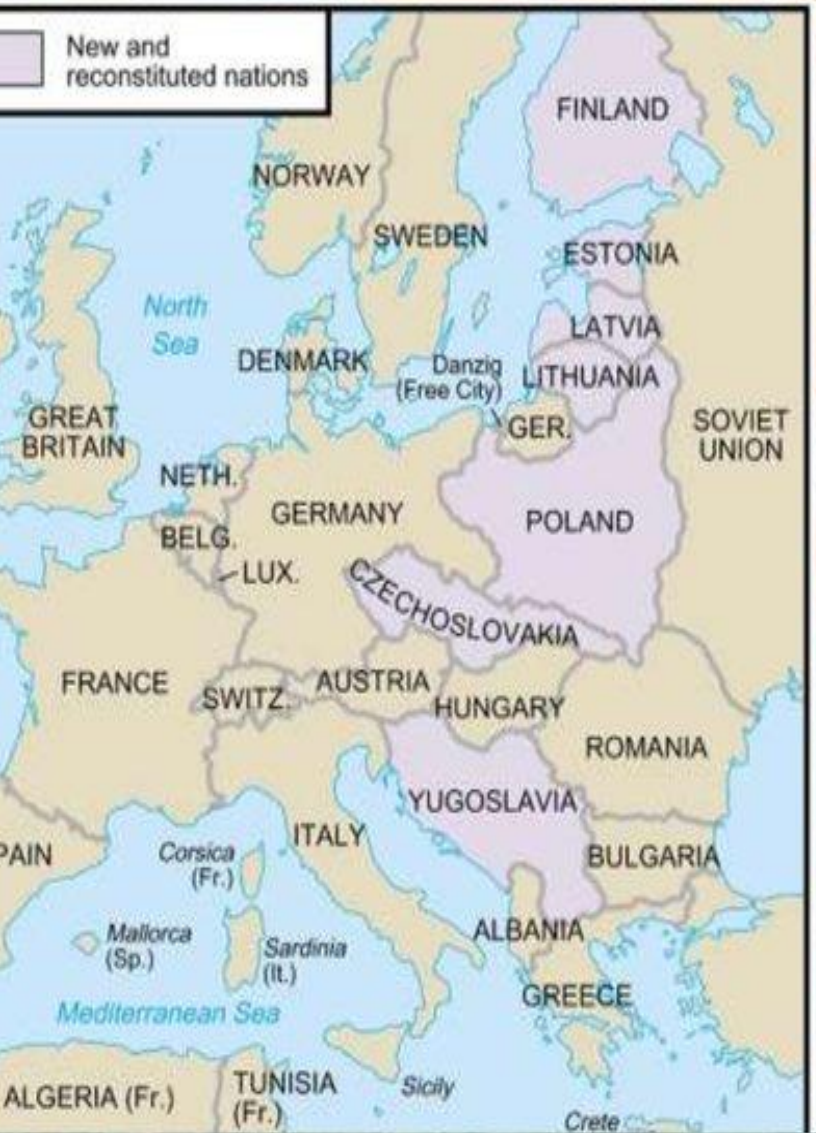 New and
reconstituted nations
FINLAND
NORWAY
SWEDEN
ESTONIA
North
Sea
LATVIA
DENMARK
Danzig
(Free City)
LITHUANIA
GREAT
BRITAIN
GER.
SOVIET
UNION
NETH.
GERMANY
POLAND
BELG.
LUX.
CZECHOSLOVAKIA
FRANCE
SWITZ.
AUSTRIA
HUNGARY
ROMANIA
YUGOSLAVIA
ITALY
PAIN
Corsica
(Fr.)
BULGARIA
Mallorca
(Sp.)
Sardinia
(It.)
ALBANIA
GREECE
Mediterranean Sea
ALGERIA (Fr.)
TUNISIA
(Fr.)
Sicily
Crete